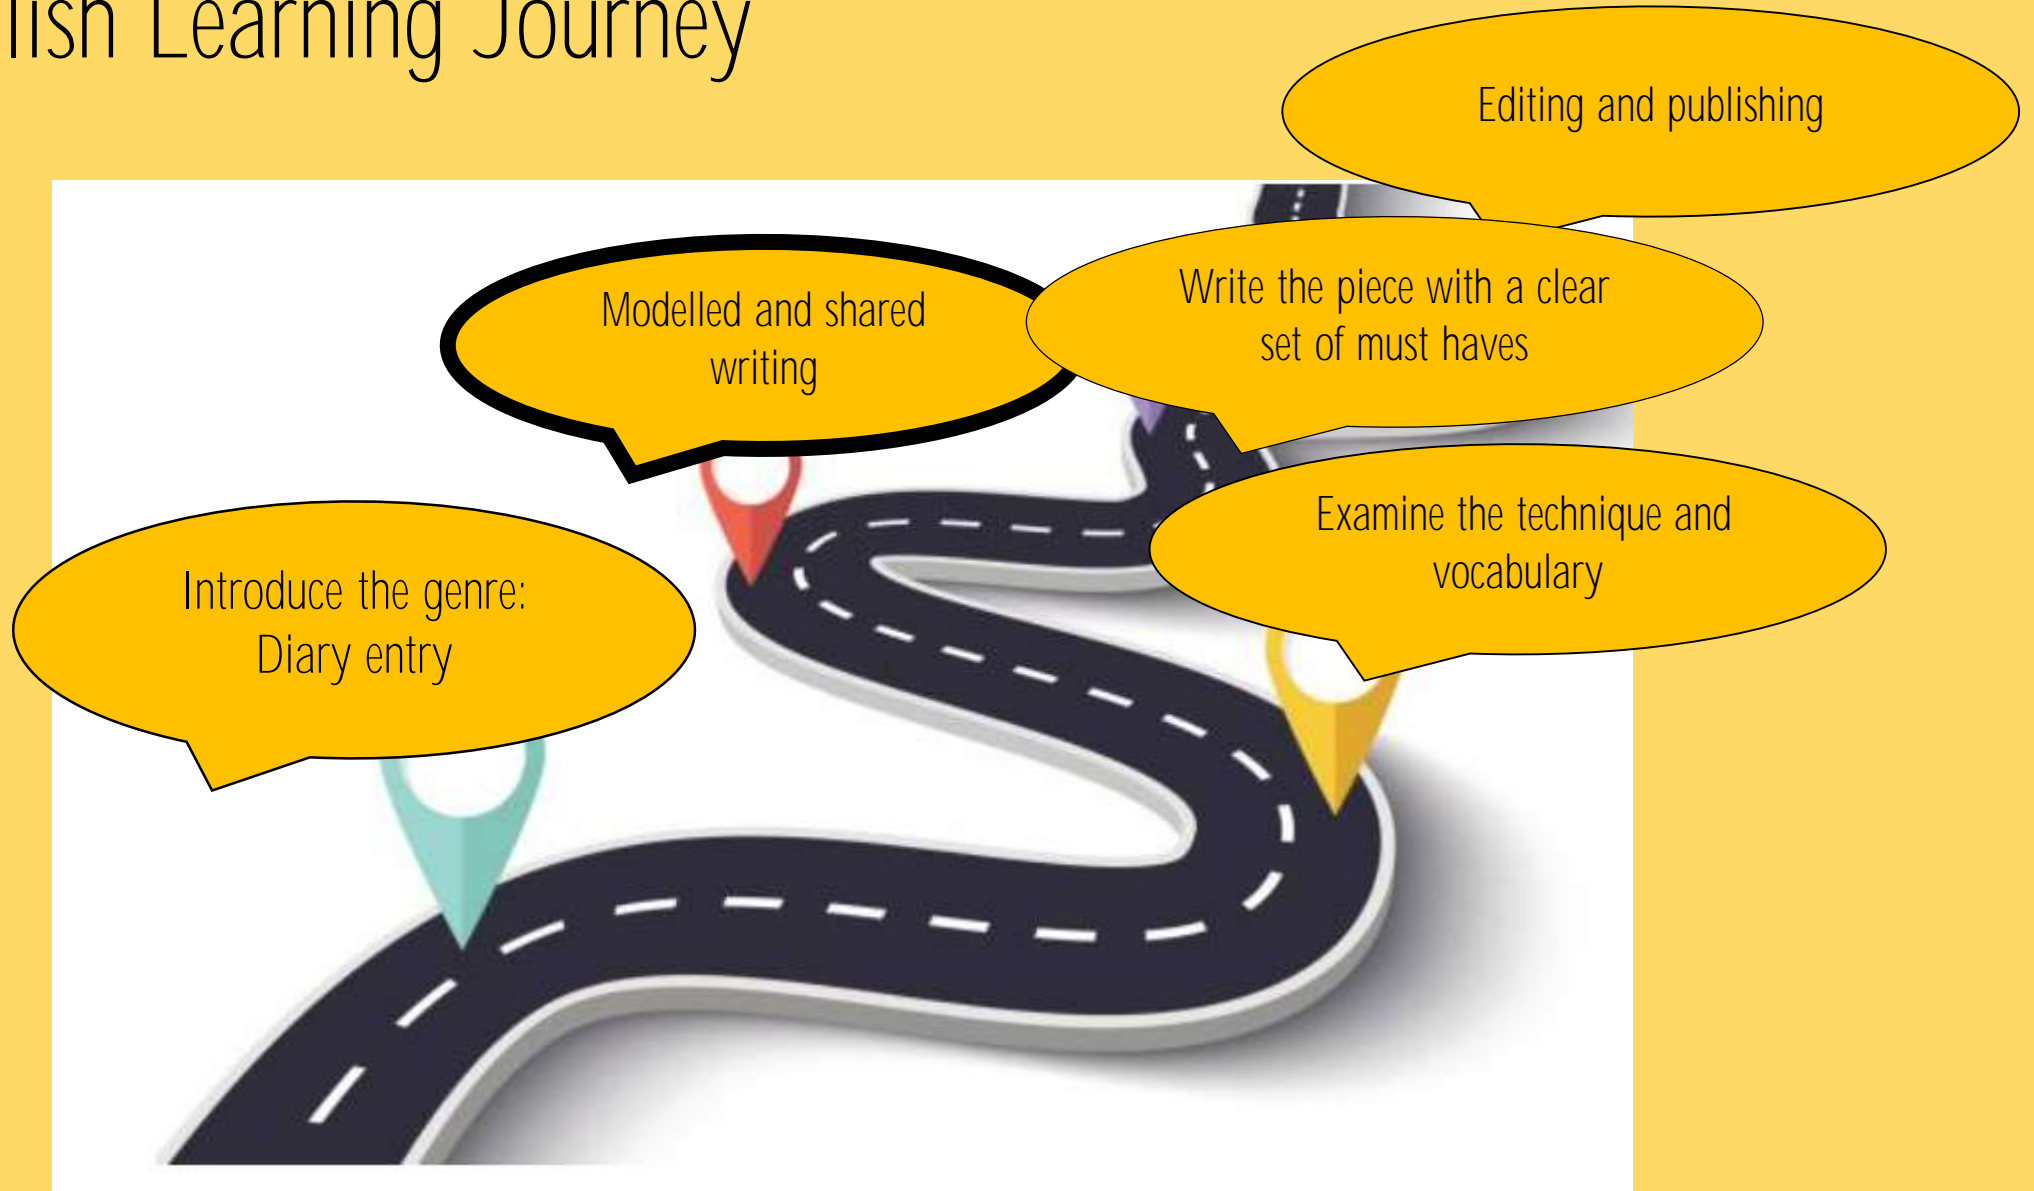 lish Learning Journey
Editing and publishing
Modelled and shared
writing
Write the piece with a clear
set of must haves
Examine the technique and
vocabulary
Introduce the genre:
Diary entry